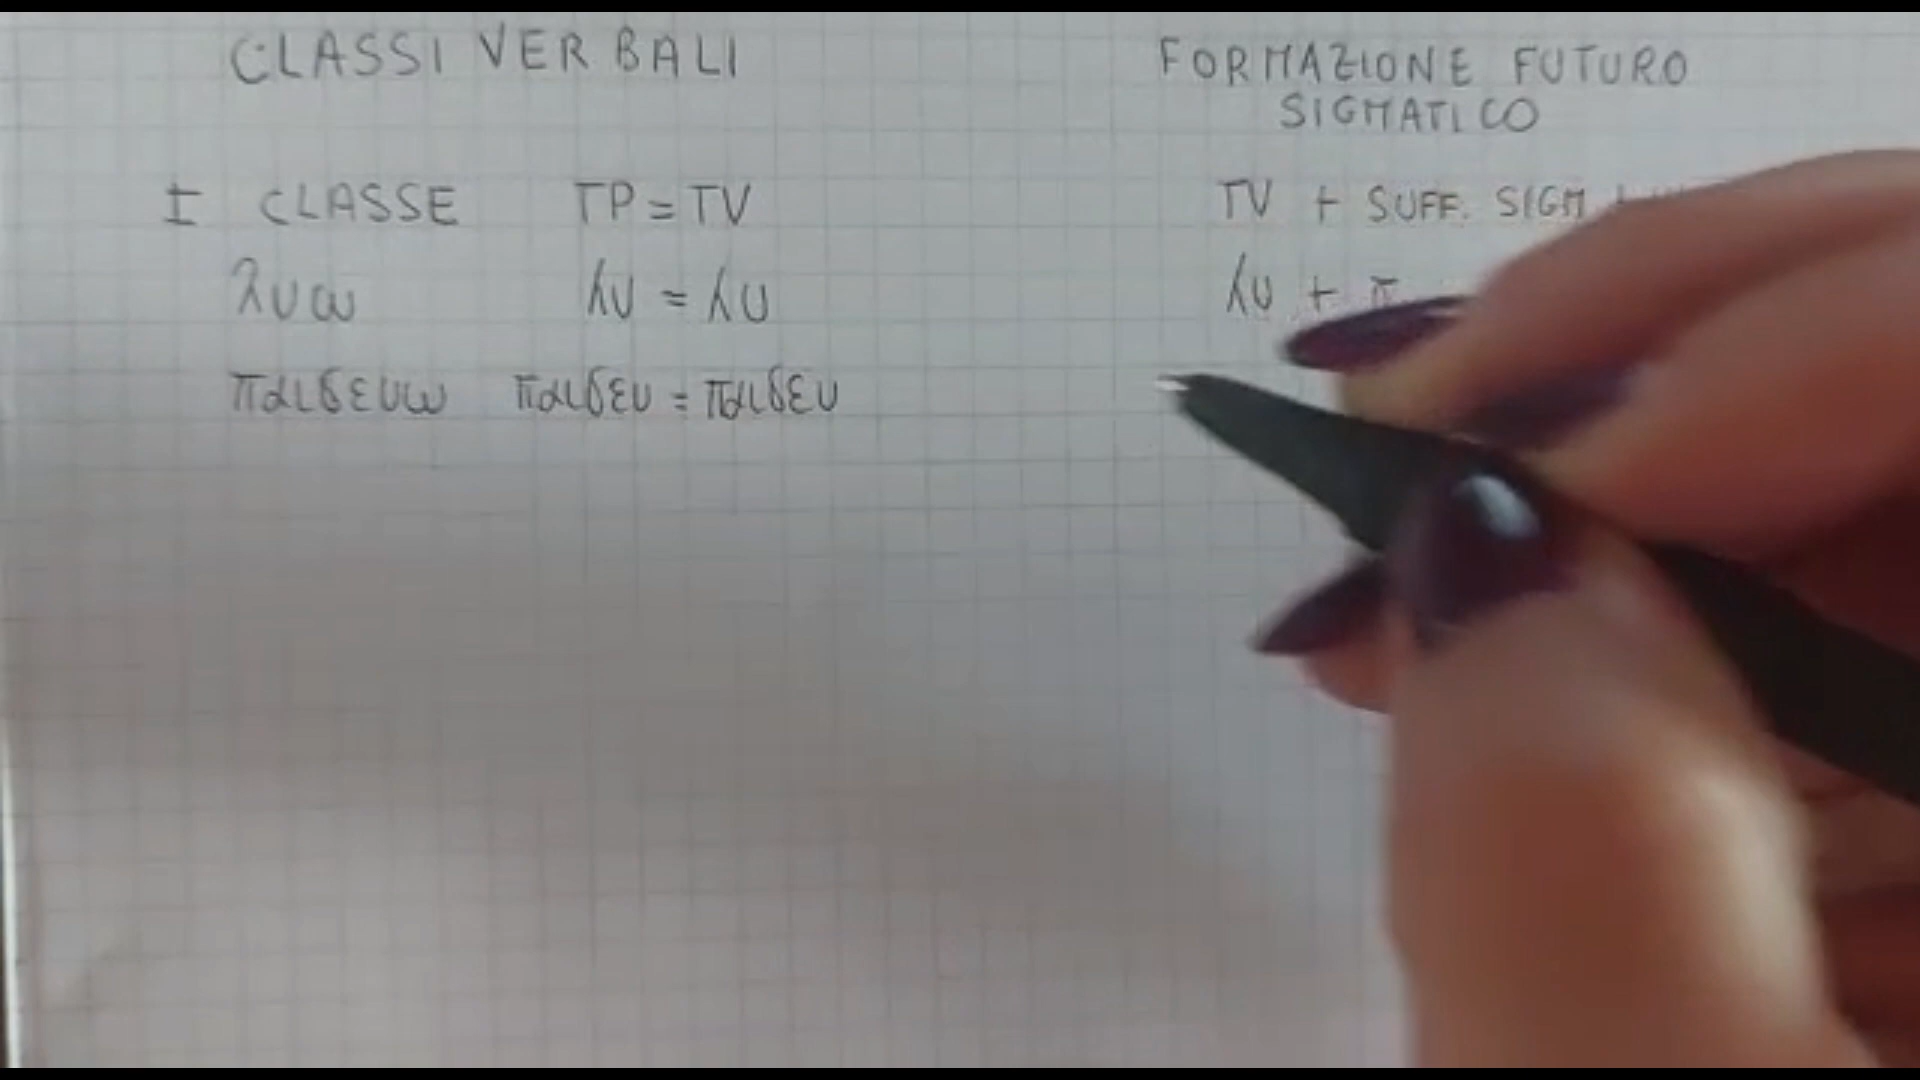 CLASSI VERBALI
FORMAZIONE FUTURO
SIGMATICO
I CLASSE TP = TV
TV + SUFF. SIGM +
λυω λυ = λυ
λυ +
παιδευω παιδευ = παιδευ